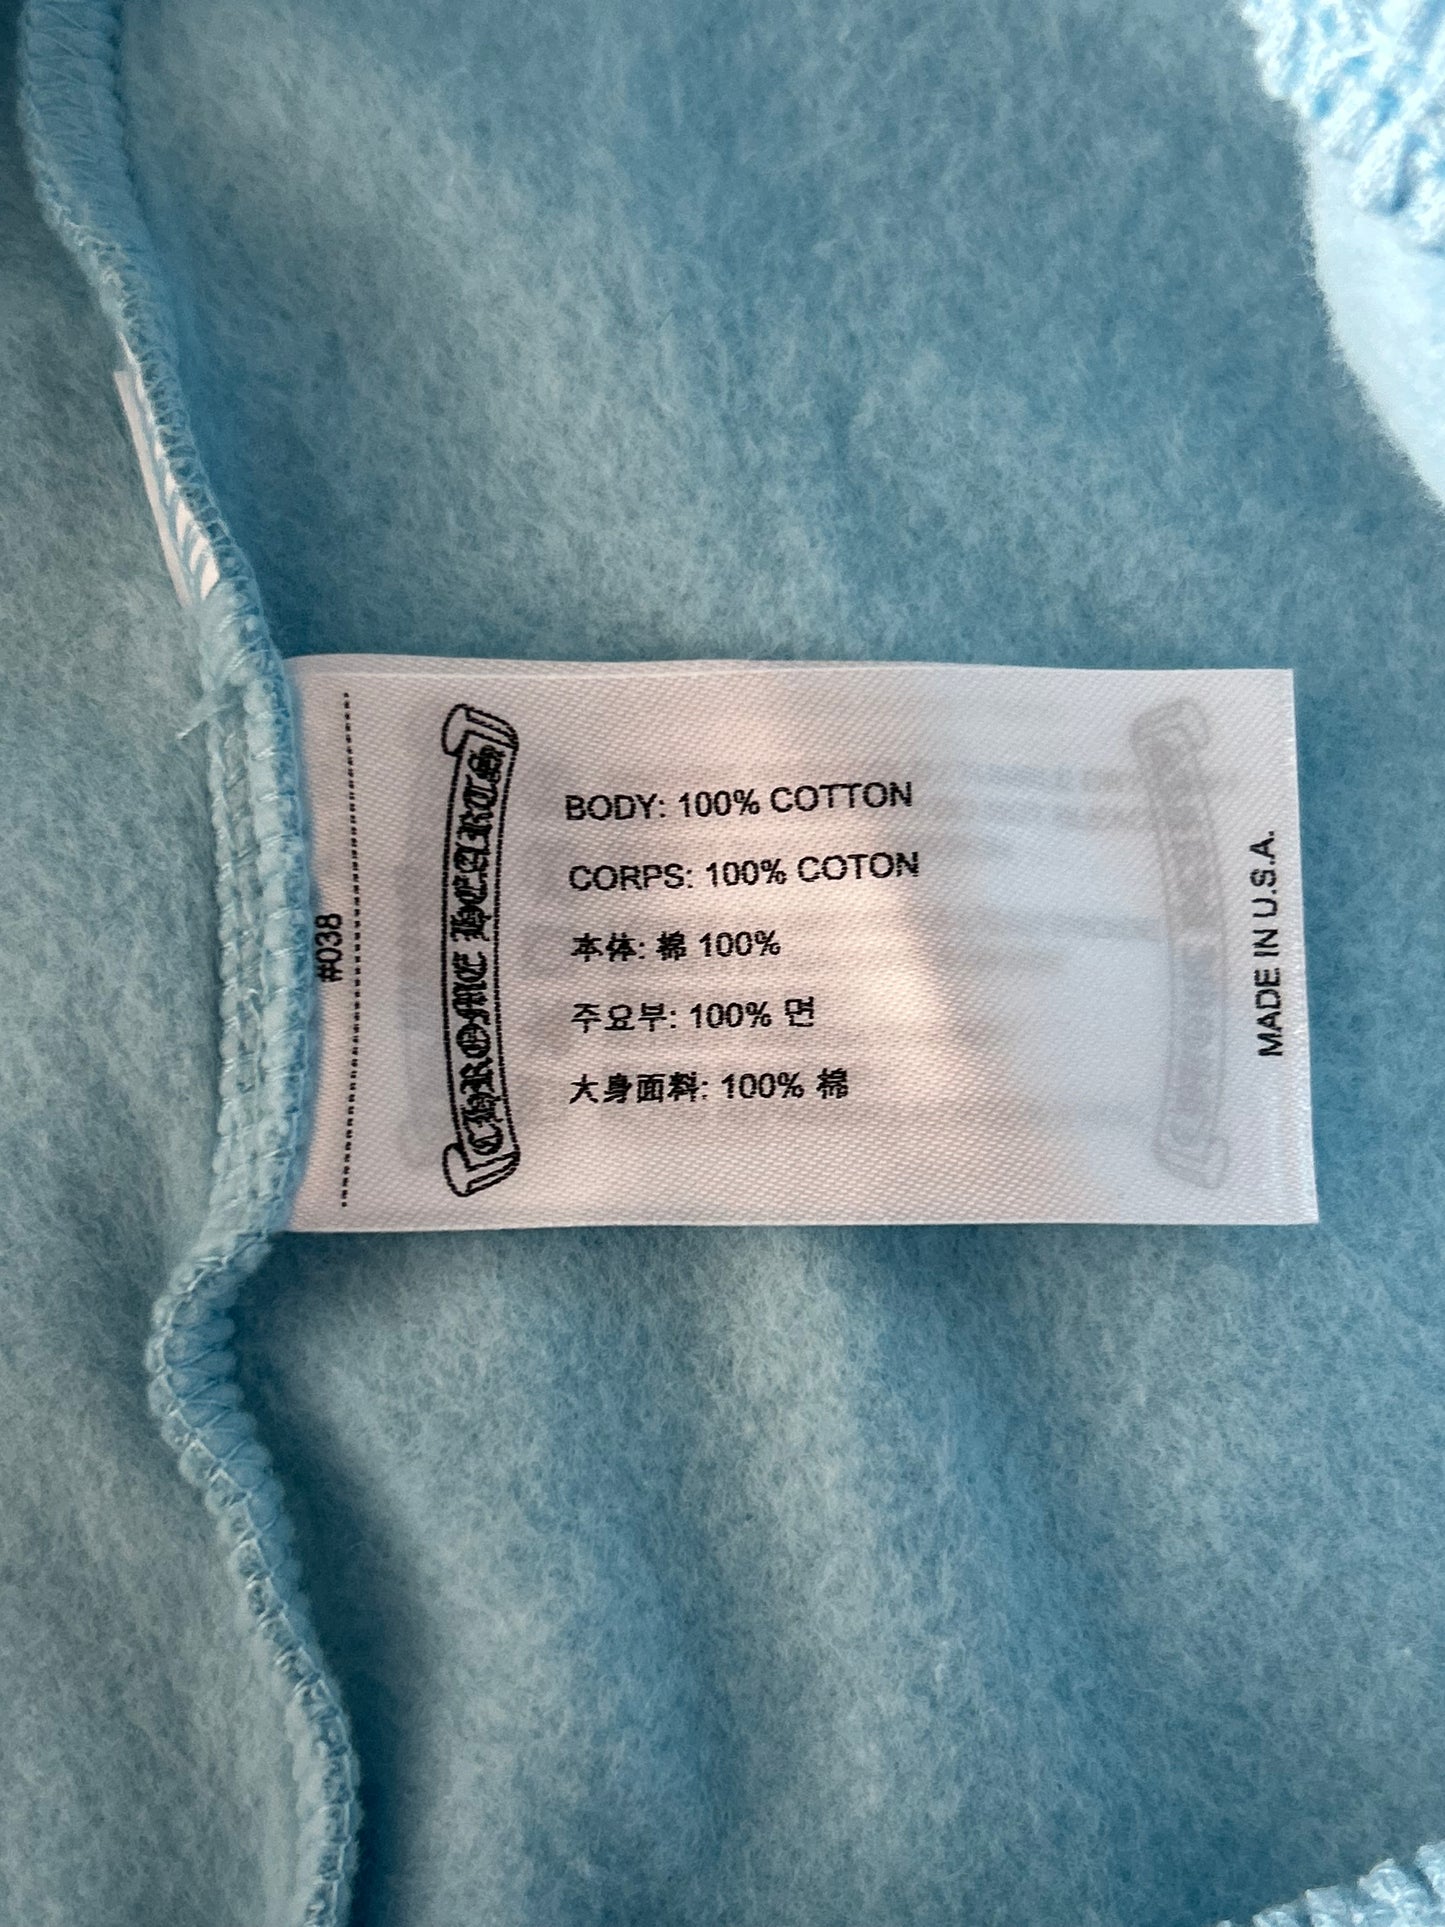 #038
CHROME HEARTS
BODY: 100% COTTON
CORPS: 100% COTON
本体: 棉 100%
주요부: 100% 면
大身面料: 100% 棉
MADE IN U.S.A.